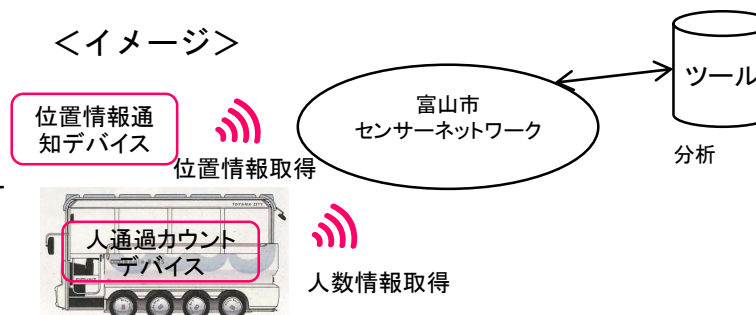 ＜イメージ＞
位置情報通
知デバイス
位置情報取得
富山市
センサーネットワーク
ツール
分析
TOYAMA CITY
人通過カウント
デバイス
人数情報取得